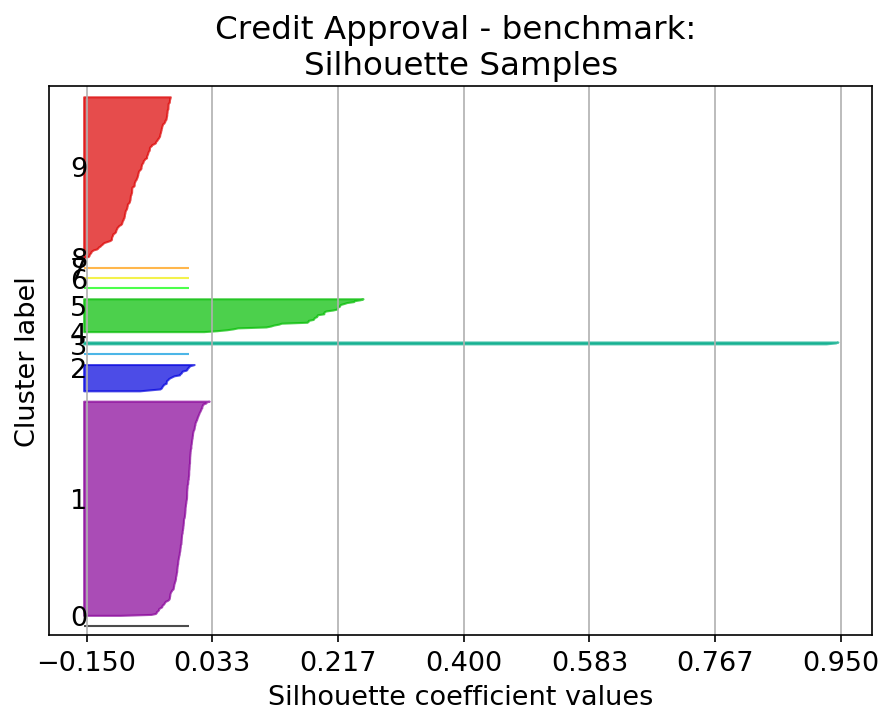 Credit Approval - benchmark:
Silhouette Samples
Cluster label
9
8
7
6
5
4
3
2
1
0
−0.150 0.033 0.217 0.400 0.583 0.767 0.950
Silhouette coefficient values